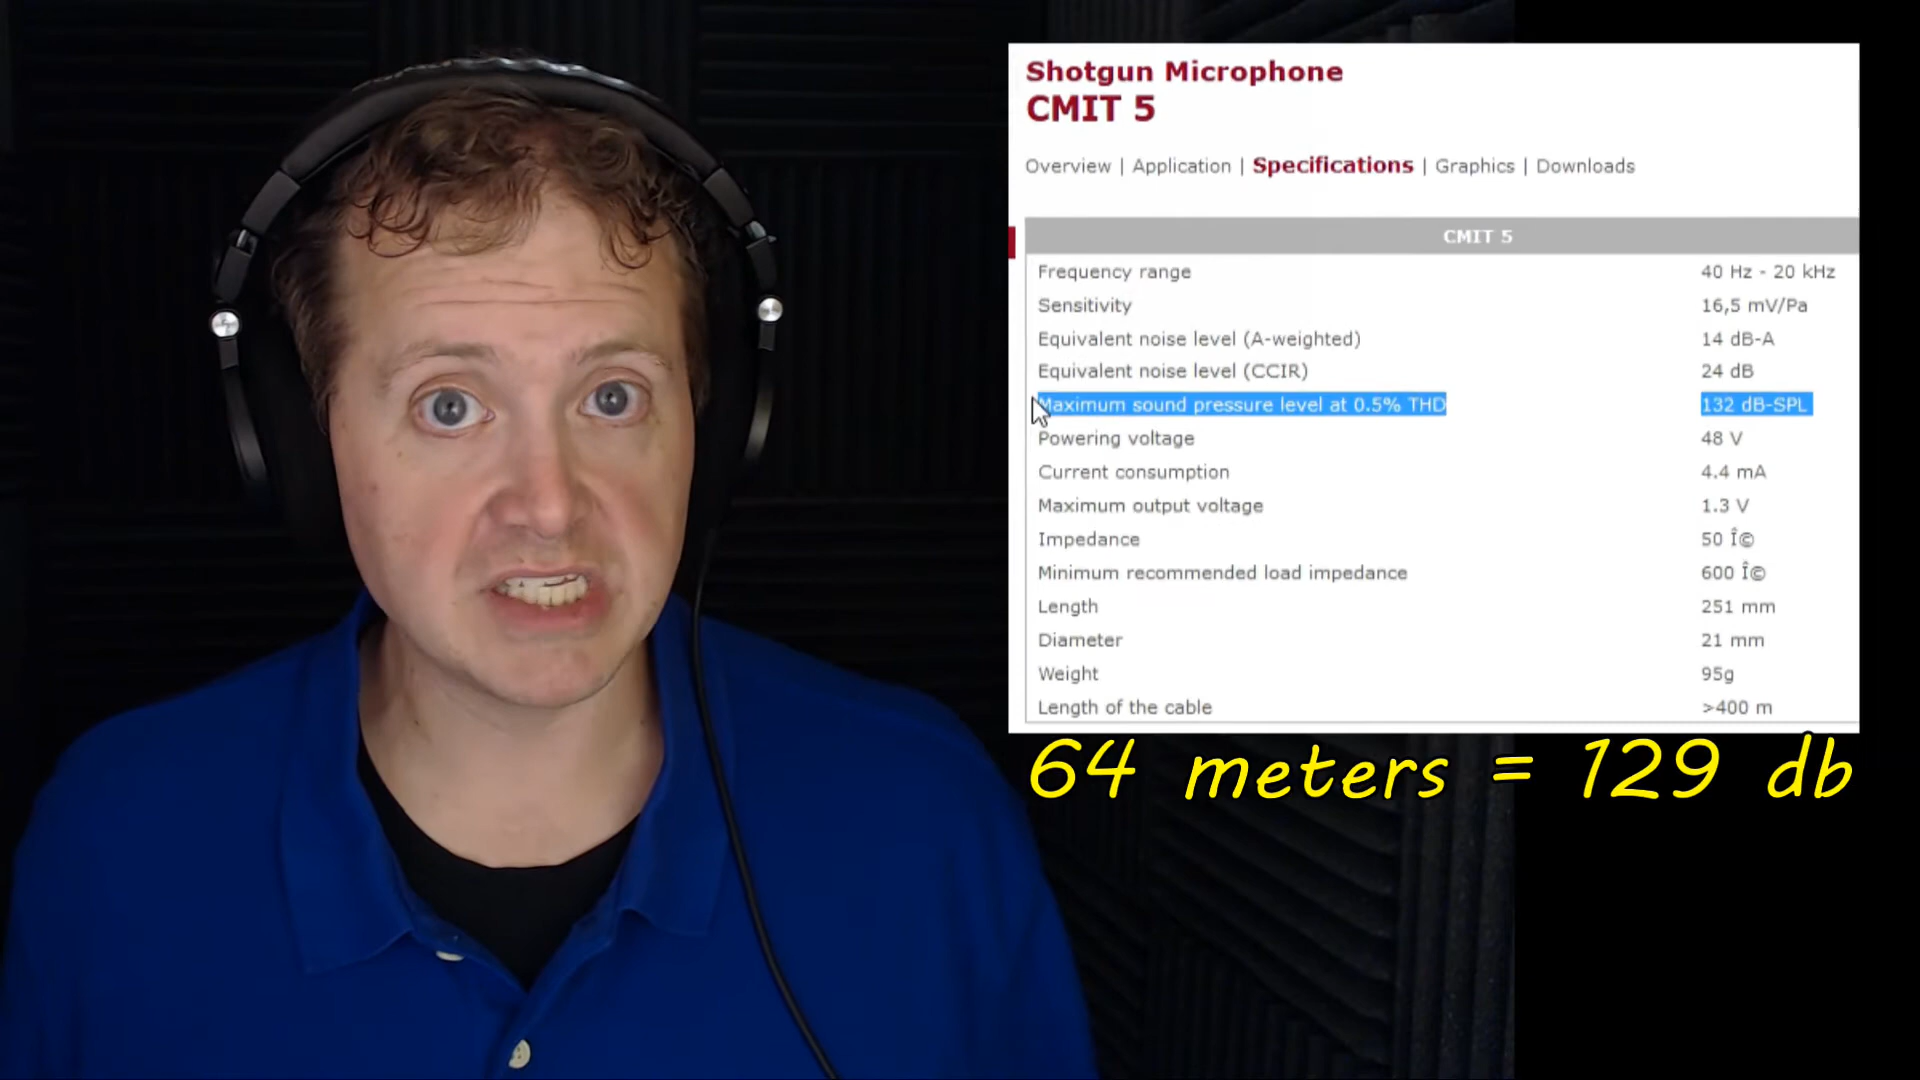 Shotgun Microphone
CMIT 5
Overview | Application | Specifications | Graphics | Downloads
CMIT 5
Frequency range 40 Hz - 20 kHz
Sensitivity 16,5 mV/Pa
Equivalent noise level (A-weighted) 14 dB-A
Equivalent noise level (CCIR) 24 dB
Maximum sound pressure level at 0.5% THD 132 dB-SPL
Powering voltage 48 V
Current consumption 4.4 mA
Maximum output voltage 1.3 V
Impedance 50 Î©
Minimum recommended load impedance 600 Î©
Length 251 mm
Diameter 21 mm
Weight 95g
Length of the cable >400 m
64 meters = 129 db